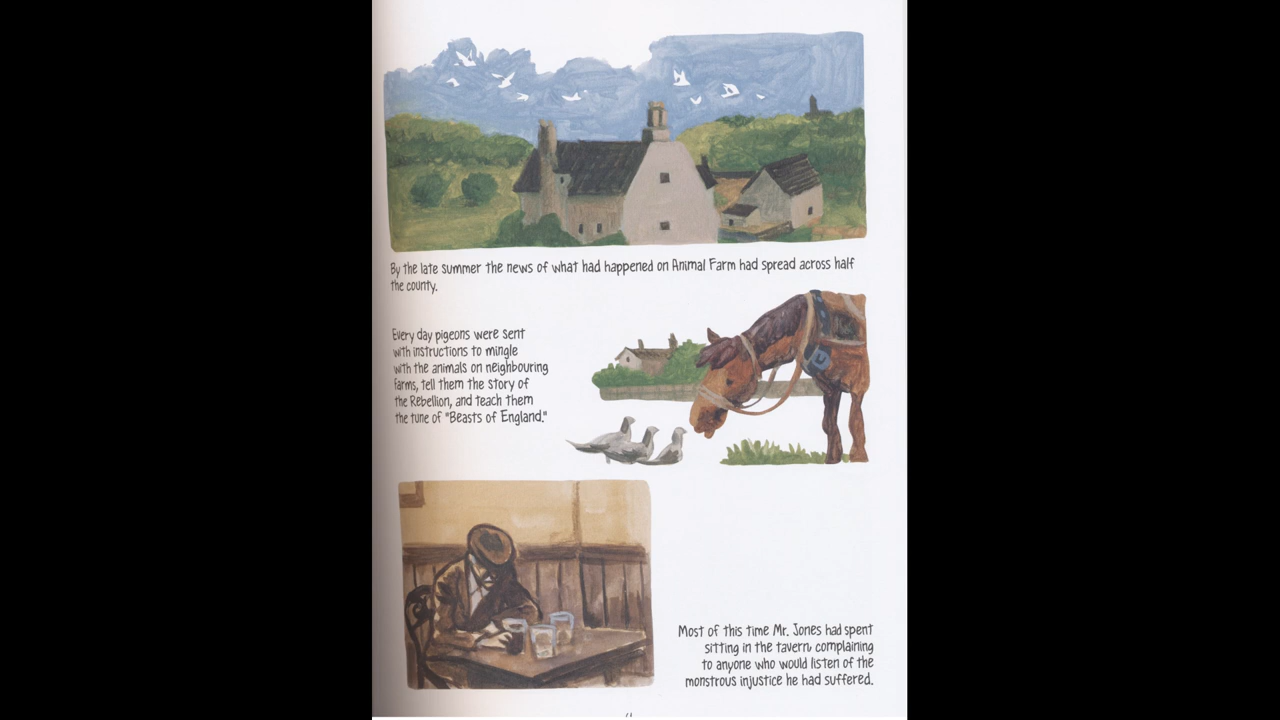 By the late summer the news of what had happened on Animal Farm had spread across half
the county.
Every day pigeons were sent
with instructions to mingle
with the animals on neighbouring
farms, tell them the story of
the Rebellion, and teach them
the tune of "Beasts of England."
Most of this time Mr. Jones had spent
sitting in the tavern, complaining
to anyone who would listen of the
monstrous injustice he had suffered.